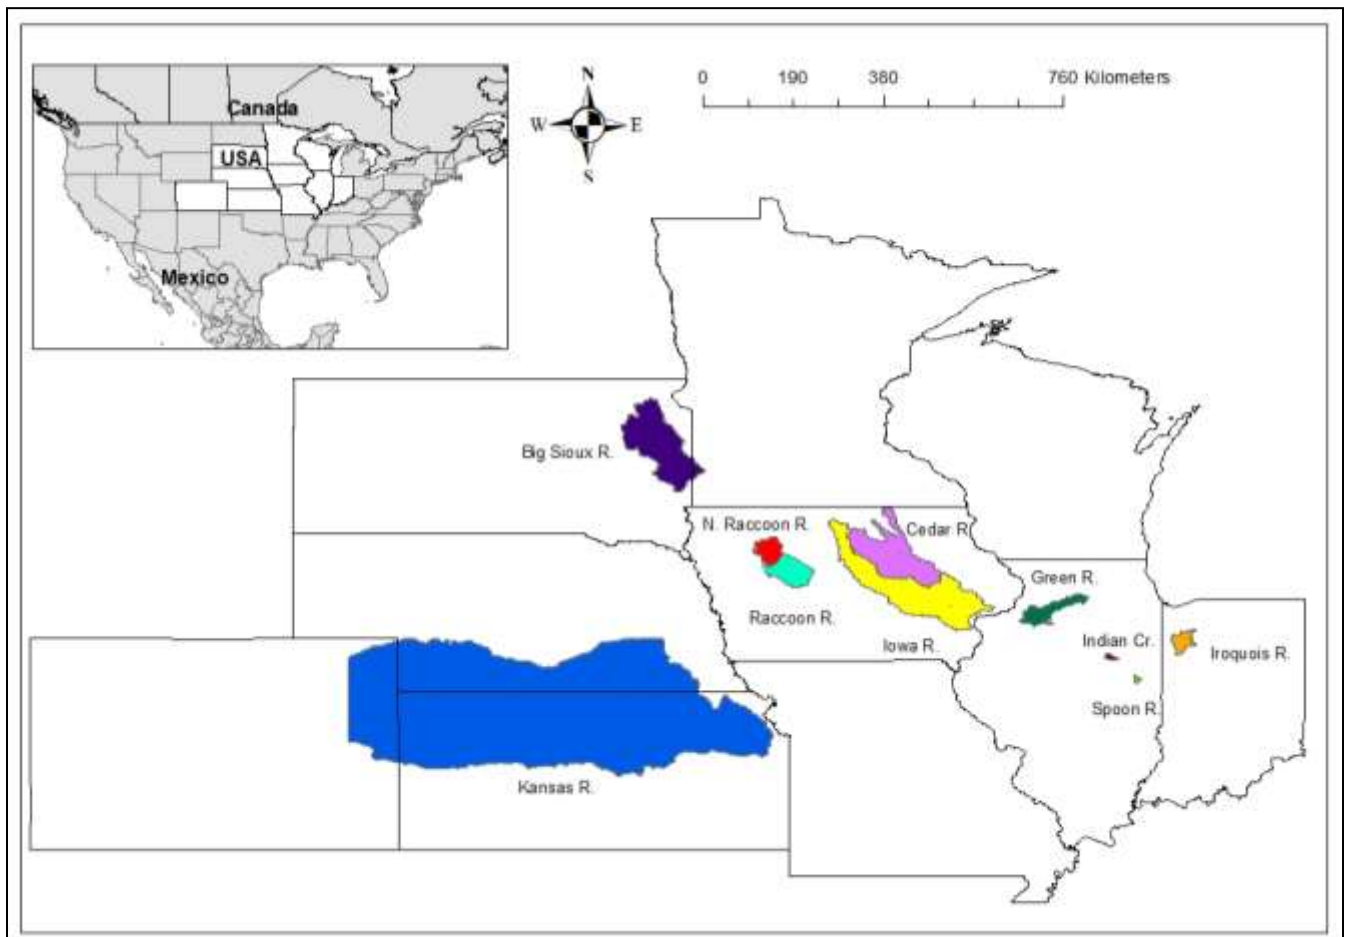 N
0 190 380 760 Kilometers
Canada
W E
USA
S
Mexico
Big Sioux R.
N. Raccoon R.
Cedar R
Green R.
Raccoon R.
Indian Cr.
Iowa R.
Iroquois R.
Spoon R.
Kansas R.